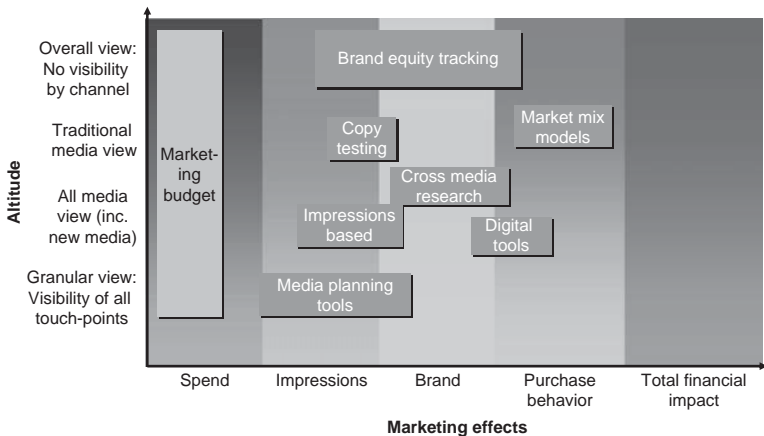 Altitude
Overall view:
No visibility
by channel
Traditional
media view
All media
view (inc.
new media)
Granular view:
Visibility of all
touch-points
Market-
ing
budget
Brand equity tracking
Copy
testing
Market mix
models
Cross media
research
Impressions
based
Digital
tools
Media planning
tools
Spend
Impressions
Brand
Purchase
behavior
Total financial
impact
Marketing effects